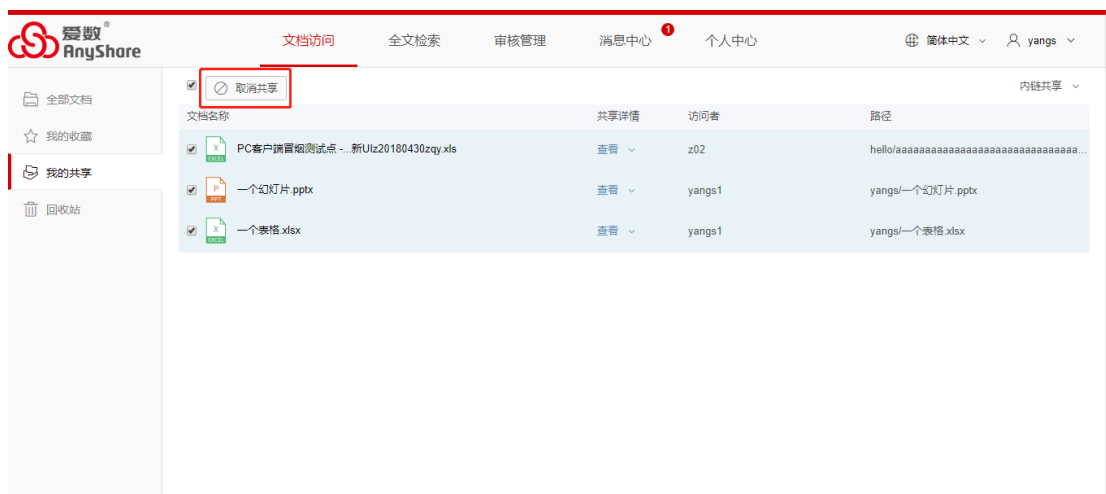 爱数®
AnyShare
文档访问 全文检索 审核管理 消息中心 1 个人中心 简体中文 yangs
全部文档
我的收藏
我的共享
回收站
取消共享 内链共享
文档名称 共享详情 访问者 路径
X EXCEL PC客户端冒烟测试点 -...新UIz20180430zqy.xls 查看 z02 hello/aaaaaaaaaaaaaaaaaaaaaaaaaaaaaaa...
P PPT 一个幻灯片.pptx 查看 yangs1 yangs/一个幻灯片.pptx
X EXCEL 一个表格.xlsx 查看 yangs1 yangs/一个表格.xlsx